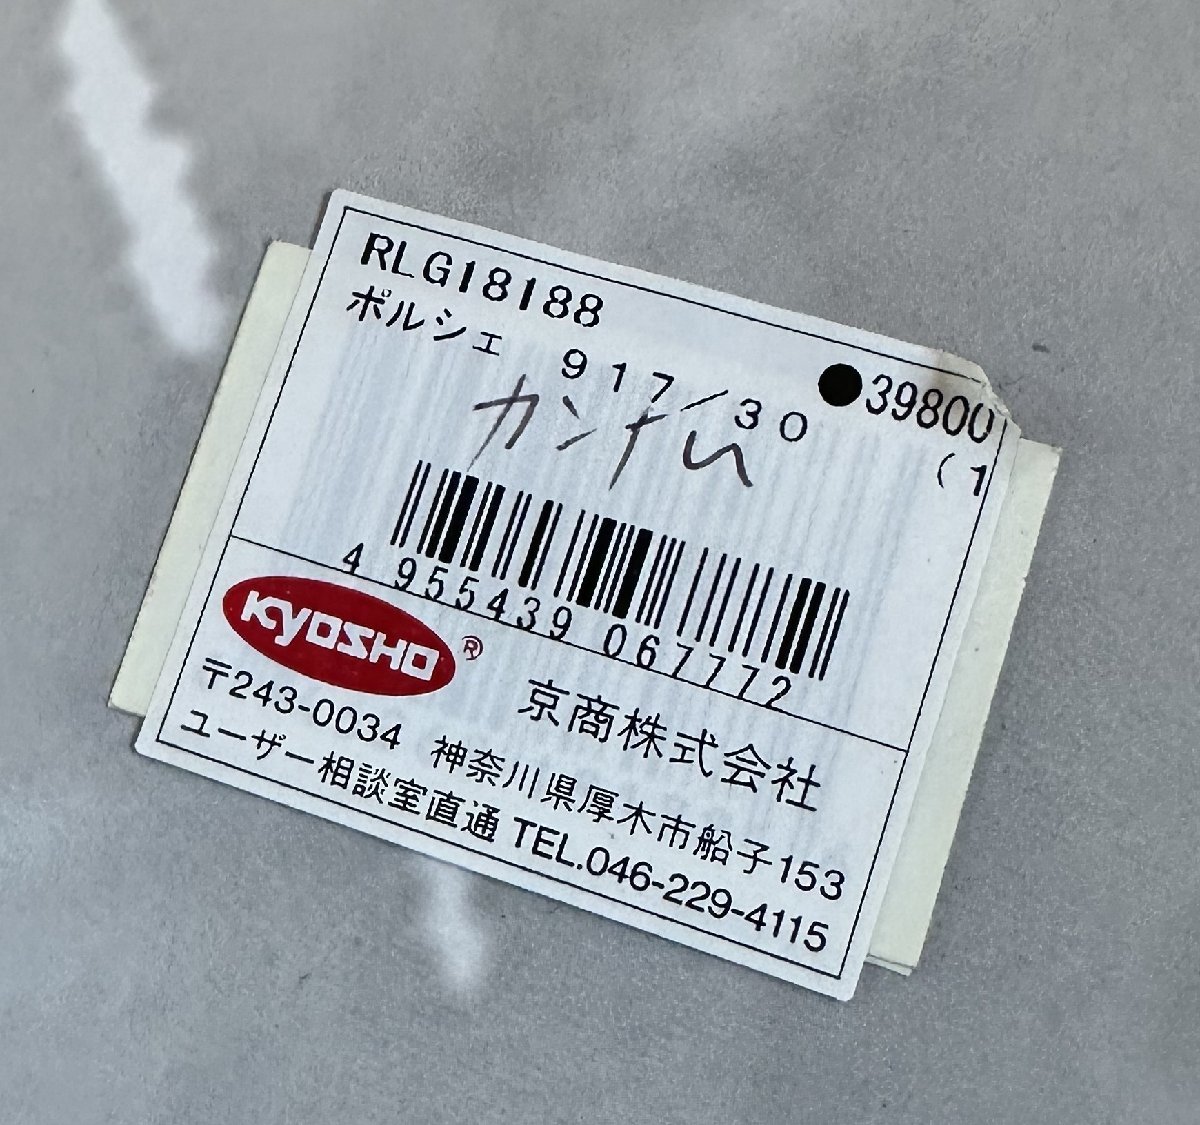 RLG18188
ポルシェ　917／30 ●39800
カンナム
(1
4 955439 067772
KYOSHO®
京商株式会社
〒243-0034 神奈川県厚木市船子153
ユーザー相談室直通 TEL.046-229-4115